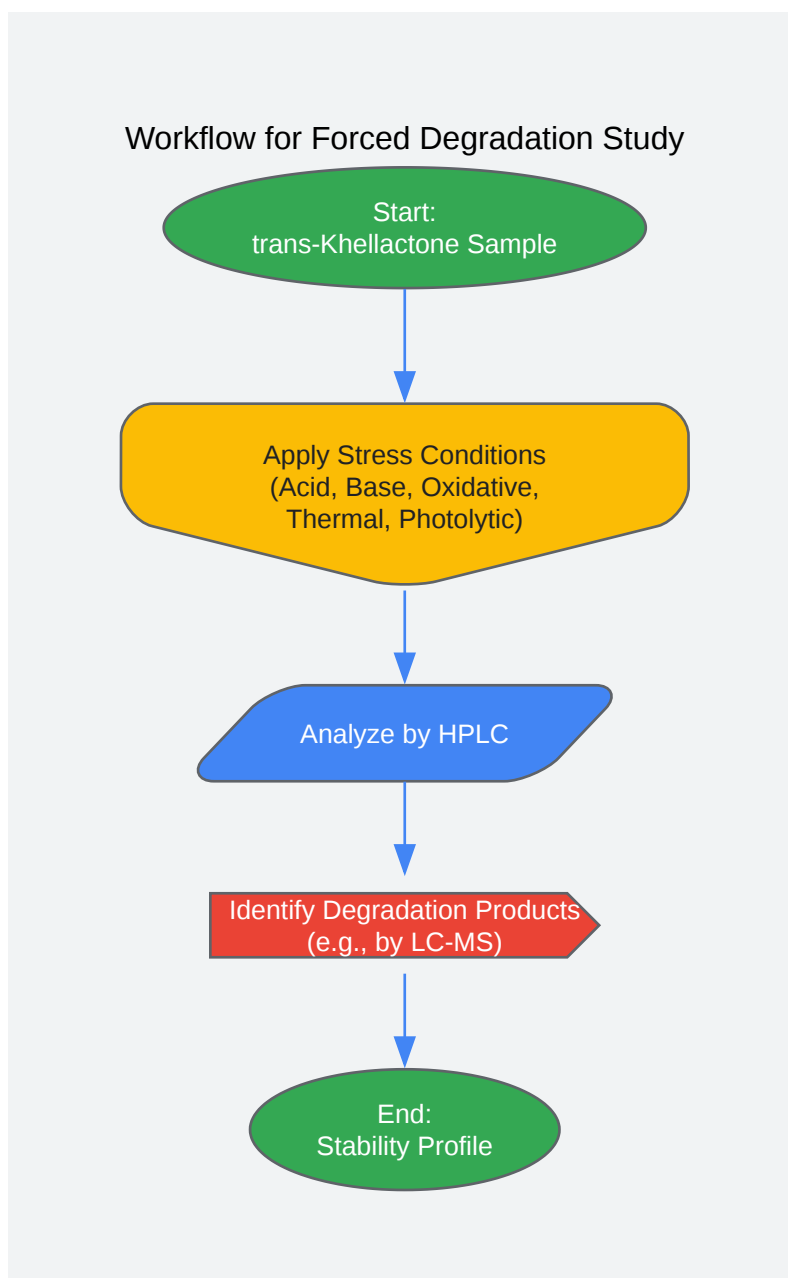 Workflow for Forced Degradation Study
Start:
trans-Khellactone Sample
Apply Stress Conditions
(Acid, Base, Oxidative,
Thermal, Photolytic)
Analyze by HPLC
Identify Degradation Products
(e.g., by LC-MS)
End:
Stability Profile